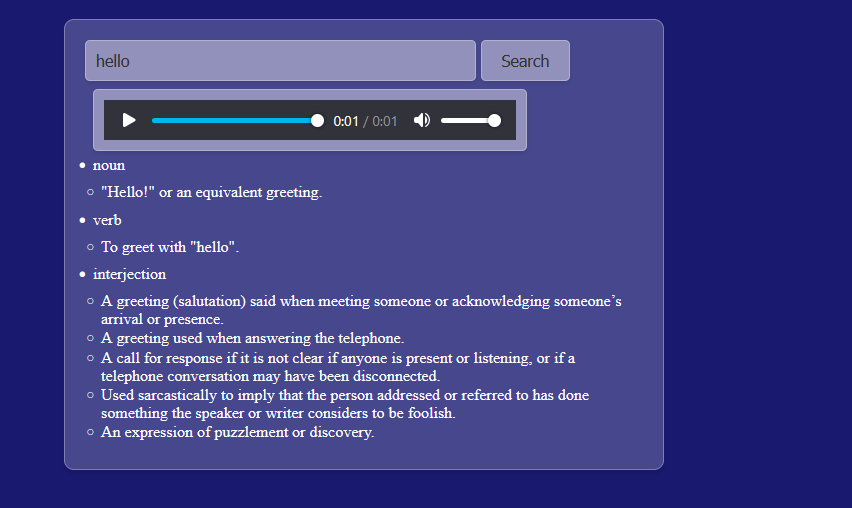 hello
Search
0:01 / 0:01
noun
"Hello!" or an equivalent greeting.
verb
To greet with "hello".
interjection
A greeting (salutation) said when meeting someone or acknowledging someone’s
arrival or presence.
A greeting used when answering the telephone.
A call for response if it is not clear if anyone is present or listening, or if a
telephone conversation may have been disconnected.
Used sarcastically to imply that the person addressed or referred to has done
something the speaker or writer considers to be foolish.
An expression of puzzlement or discovery.